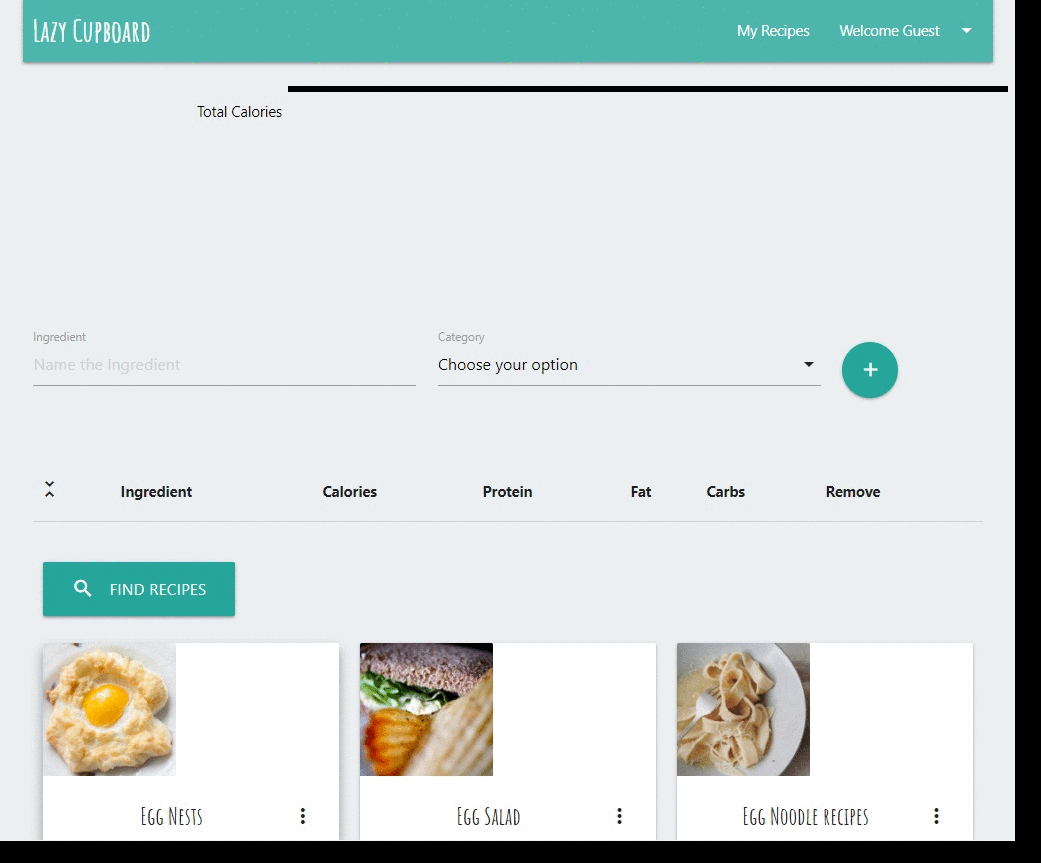 Lazy Cupboard
My Recipes Welcome Guest
Total Calories
Ingredient Category
Name the Ingredient Choose your option
Ingredient Calories Protein Fat Carbs Remove
FIND RECIPES
Egg Nests Egg Salad Egg Noodle recipes